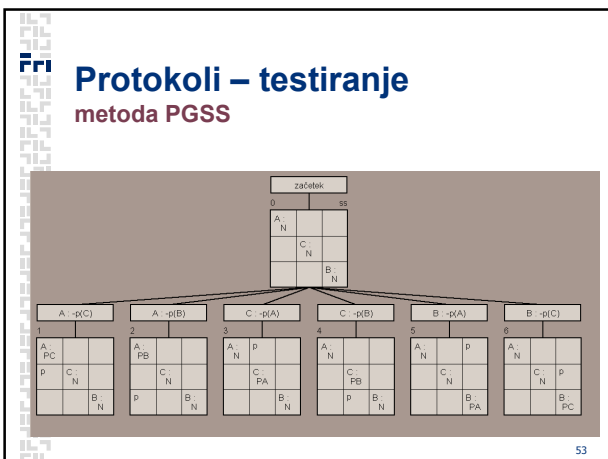 Fri
Protokoli – testiranje
metoda PGSS
začetek
0 ss
A : N
C : N
B : N
A : -p(C) A : -p(B) C : -p(A) C : -p(B) B : -p(A) B : -p(C)
1 2 3 4 5 6
A : PC
p C : N
B : N
A : PB
C : N
p B : N
A : N p
C : PA
B : N
A : N
C : PB
p B : N
A : N p
C : N
B : PA
A : N
C : N p
B : PC
53